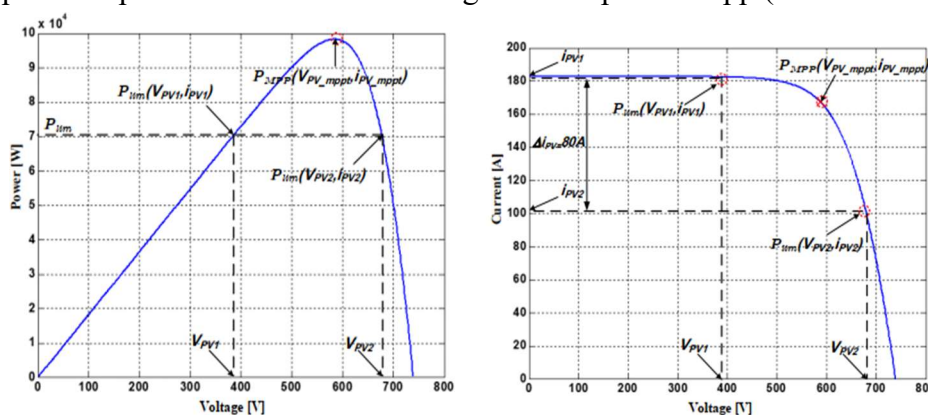 x 10⁴
10
9
8
7
6
5
4
3
2
1
0
Power [W]
P_MPP(V_PV_mppt,i_PV_mppt)
P_lim(V_PV1,i_PV1)
P_lim
P_lim(V_PV2,i_PV2)
V_PV1
V_PV2
0 100 200 300 400 500 600 700 800
Voltage [V]
200
180
160
140
120
100
80
60
40
20
0
Current [A]
i_PV1
P_MPP(V_PV_mppt,i_PV_mppt)
P_lim(V_PV1,i_PV1)
Δi_PV=80A
i_PV2
P_lim(V_PV2,i_PV2)
V_PV1
V_PV2
0 100 200 300 400 500 600 700
Voltage [V]